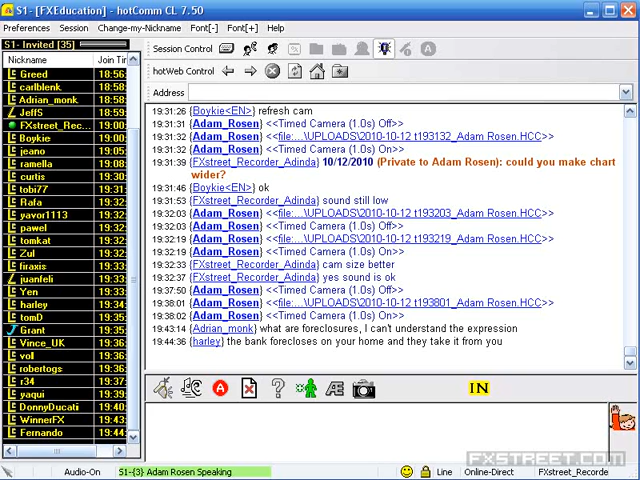 S1- [FXEducation] - hotComm CL 7.50
Preferences Session Change-my-Nickname Font[-] Font[+] Help
S1- Invited [35]
Session Control
Nickname Join Tim
hotWeb Control
Address
Greed 18:56:
carlblenk 18:58:
Adrian_monk 18:58:
JeffS 18:59:
FXstreet_Rec... 19:00:
Boykie 19:00:
jeano 19:00:
ramella 19:08:
curtis 19:30:
tobi77 19:31:
Rafa 19:32:
yavor1113 19:32:
pawel 19:32:
tomkat 19:32:
Zul 19:32:
firaxis 19:33:
juanfeli 19:33:
Yen 19:33:
harley 19:34:
tomD 19:35:
Grant 19:35:
Vince_UK 19:36:
vol 19:36:
robertogs 19:37:
r34 19:37:
yaqui 19:39:
DonnyDucati 19:40:
WinnerFX 19:43:
Fernando 19:44:
19:31:26 {Boykie<EN>} refresh cam
19:31:31 {Adam_Rosen} <<Timed Camera (1.0s) Off>>
19:31:32 {Adam_Rosen} <<file:...\UPLOADS\2010-10-12 t193132_Adam Rosen.HCC>>
19:31:32 {Adam_Rosen} <<Timed Camera (1.0s) On>>
19:31:39 {FXstreet_Recorder_Adinda} 10/12/2010 (Private to Adam Rosen): could you make chart
wider?
19:31:46 {Boykie<EN>} ok
19:31:53 {FXstreet_Recorder_Adinda} sound still low
19:32:03 {Adam_Rosen} <<file:...\UPLOADS\2010-10-12 t193203_Adam Rosen.HCC>>
19:32:03 {Adam_Rosen} <<Timed Camera (1.0s) Off>>
19:32:19 {Adam_Rosen} <<file:...\UPLOADS\2010-10-12 t193219_Adam Rosen.HCC>>
19:32:19 {Adam_Rosen} <<Timed Camera (1.0s) On>>
19:32:33 {FXstreet_Recorder_Adinda} cam size better
19:32:37 {FXstreet_Recorder_Adinda} yes sound is ok
19:37:50 {Adam_Rosen} <<Timed Camera (1.0s) Off>>
19:38:01 {Adam_Rosen} <<file:...\UPLOADS\2010-10-12 t193801_Adam Rosen.HCC>>
19:38:02 {Adam_Rosen} <<Timed Camera (1.0s) On>>
19:43:14 {Adrian_monk} what are foreclosures, I can't understand the expression
19:44:36 {harley} the bank forecloses on your home and they take it from you
IN
FXSTREET.COM
Audio-On S1-{3} Adam Rosen Speaking Line Online-Direct FXstreet_Recorde